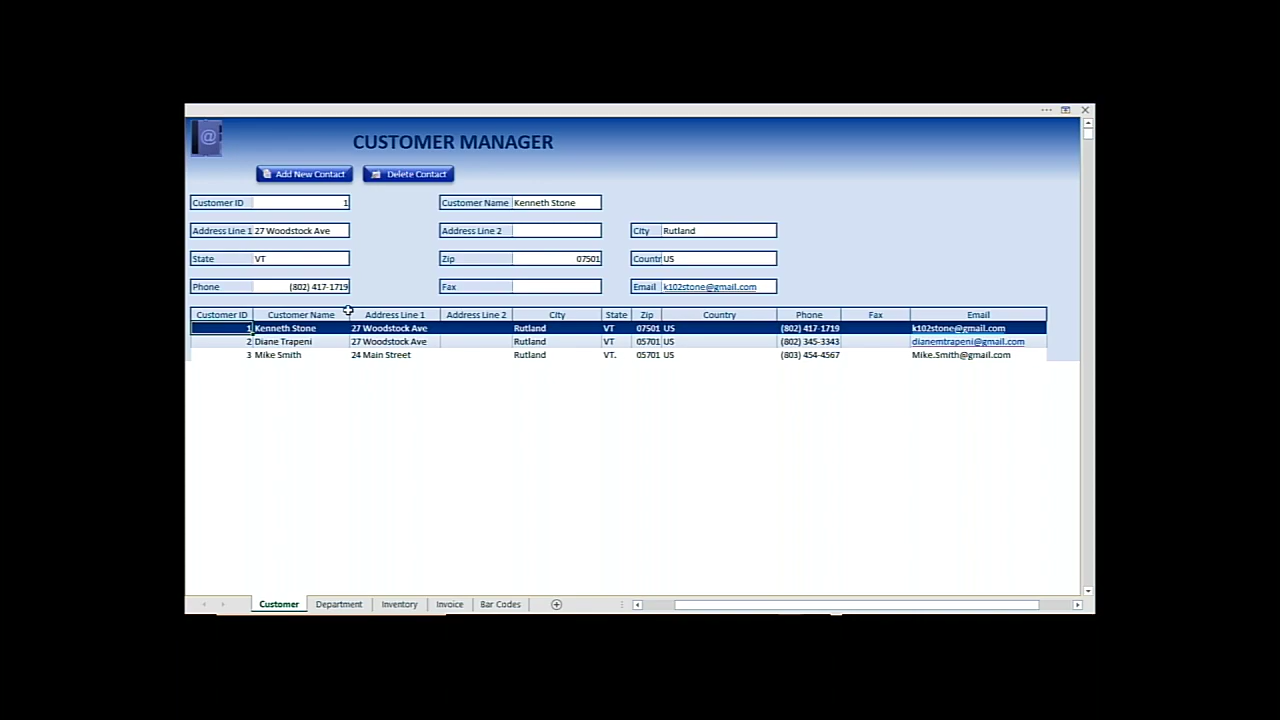 @ CUSTOMER MANAGER
Add New Contact Delete Contact
Customer ID 1 Customer Name Kenneth Stone
Address Line 1 27 Woodstock Ave Address Line 2 City Rutland
State VT Zip 07501 Countr US
Phone (802) 417-1719 Fax Email k102stone@gmail.com
Customer ID Customer Name Address Line 1 Address Line 2 City State Zip Country Phone Fax Email
1 Kenneth Stone 27 Woodstock Ave Rutland VT 07501 US (802) 417-1719 k102stone@gmail.com
2 Diane Trapeni 27 Woodstock Ave Rutland VT 05701 US (802) 345-3343 dianemtrapeni@gmail.com
3 Mike Smith 24 Main Street Rutland VT. 05701 US (803) 454-4567 Mike.Smith@gmail.com
Customer Department Inventory Invoice Bar Codes